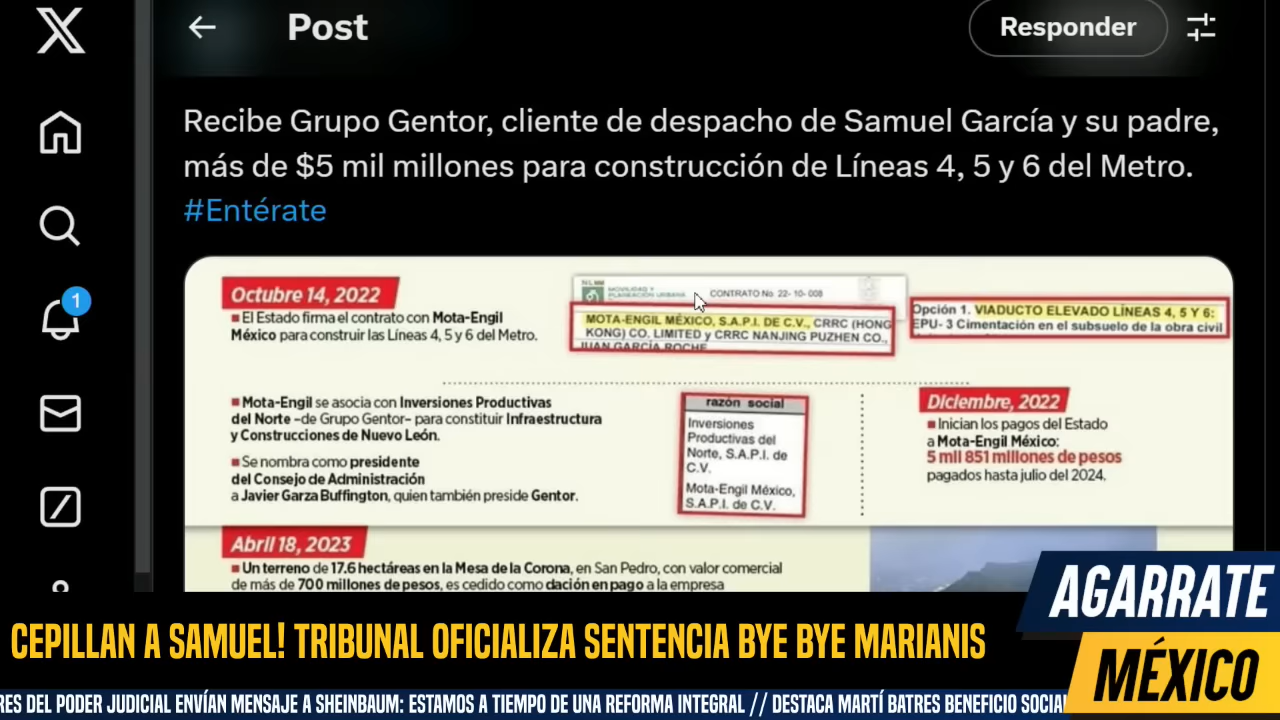 Post
Responder
Recibe Grupo Gentor, cliente de despacho de Samuel García y su padre,
más de $5 mil millones para construcción de Líneas 4, 5 y 6 del Metro.
#Entérate
1
Octubre 14, 2022
El Estado firma el contrato con Mota-Engil
México para construir las Líneas 4, 5 y 6 del Metro.
MOVILIDAD Y
PLANEACIÓN URBANA
CONTRATO No. 22- 10- 008
MOTA-ENGIL MÉXICO, S.A.P.I. DE C.V., CRRC (HONG
KONG) CO, LIMITED y CRRC NANJING PUZHEN CO.,
JUAN GARCÍA ROCHE
Opción 1. VIADUCTO ELEVADO LÍNEAS 4, 5 Y 6:
EPU- 3 Cimentación en el subsuelo de la obra civil
Mota-Engil se asocia con Inversiones Productivas
del Norte –de Grupo Gentor– para constituir Infraestructura
y Construcciones de Nuevo León.
Se nombra como presidente
del Consejo de Administración
a Javier Garza Buffington, quien también preside Gentor.
razón social
Inversiones
Productivas del
Norte, S.A.P.I. de
C.V.
Mota-Engil México,
S.A.P.I. de C.V.
Diciembre, 2022
Inician los pagos del Estado
a Mota-Engil México:
5 mil 851 millones de pesos
pagados hasta julio del 2024.
Abril 18, 2023
Un terreno de 17.6 hectáreas en la Mesa de la Corona, en San Pedro, con valor comercial
de más de 700 millones de pesos, es cedido como dación en pago a la empresa
AGARRATE
MÉXICO
CEPILLAN A SAMUEL! TRIBUNAL OFICIALIZA SENTENCIA BYE BYE MARIANIS
RES DEL PODER JUDICIAL ENVÍAN MENSAJE A SHEINBAUM: ESTAMOS A TIEMPO DE UNA REFORMA INTEGRAL // DESTACA MARTÍ BATRES BENEFICIO SOCIAL